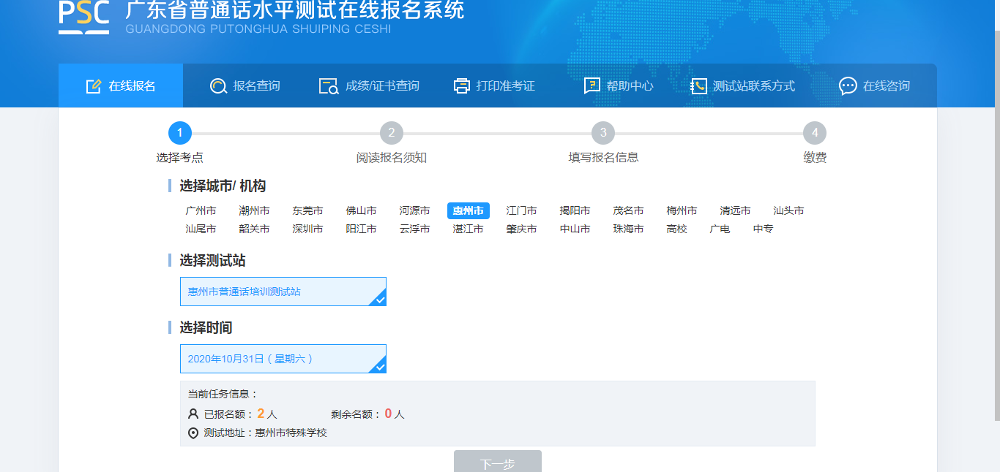 PSC 广东省普通话水平测试在线报名系统
GUANGDONG PUTONGHUA SHUIPING CESHI
在线报名 报名查询 成绩/证书查询 打印准考证 帮助中心 测试站联系方式 在线咨询
1 2 3 4
选择考点 阅读报名须知 填写报名信息 缴费
选择城市/ 机构
广州市 潮州市 东莞市 佛山市 河源市 惠州市 江门市 揭阳市 茂名市 梅州市 清远市 汕头市
汕尾市 韶关市 深圳市 阳江市 云浮市 湛江市 肇庆市 中山市 珠海市 高校 广电 中专
选择测试站
惠州市普通话培训测试站
选择时间
2020年10月31日（星期六）
当前任务信息：
已报名额：2人 剩余名额：0人
测试地址：惠州市特殊学校
下一步